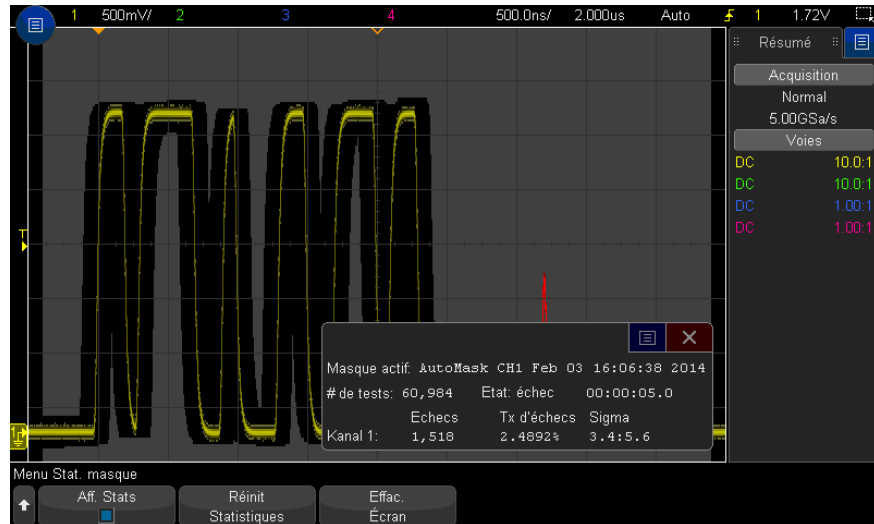 1 500mV/ 2 3 4 500.0ns/ 2.000us Auto 1 1.72V
Résumé
Acquisition
Normal
5.00GSa/s
Voies
DC 10.0:1
DC 10.0:1
DC 1.00:1
DC 1.00:1
T
1
Masque actif: AutoMask CH1 Feb 03 16:06:38 2014
# de tests: 60,984 Etat: échec 00:00:05.0
Echecs Tx d'échecs Sigma
Kanal 1: 1,518 2.4892% 3.4:5.6
Menu Stat. masque
Aff. Stats
Réinit
Statistiques
Effac.
Écran